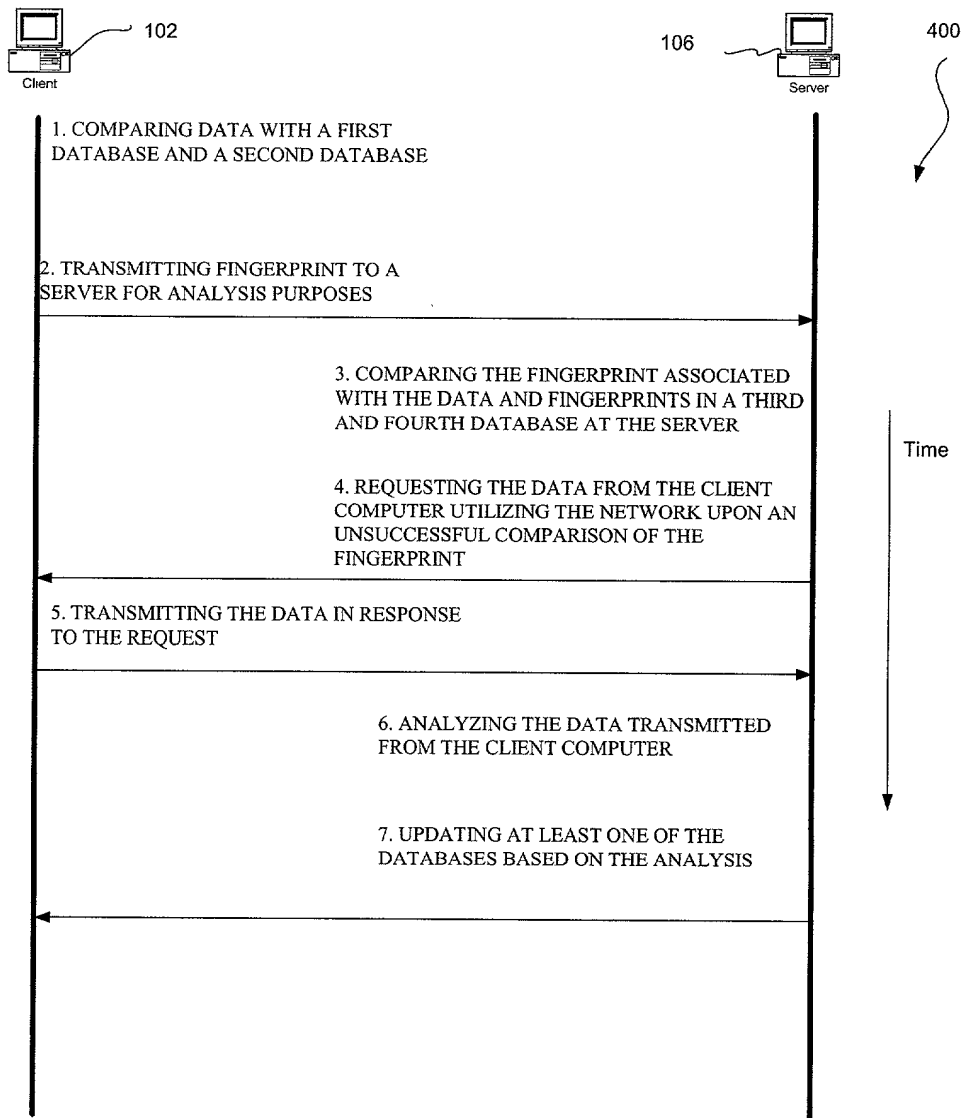 102
106
400
Client
Server
1. COMPARING DATA WITH A FIRST
DATABASE AND A SECOND DATABASE
2. TRANSMITTING FINGERPRINT TO A
SERVER FOR ANALYSIS PURPOSES
3. COMPARING THE FINGERPRINT ASSOCIATED
WITH THE DATA AND FINGERPRINTS IN A THIRD
AND FOURTH DATABASE AT THE SERVER
Time
4. REQUESTING THE DATA FROM THE CLIENT
COMPUTER UTILIZING THE NETWORK UPON AN
UNSUCCESSFUL COMPARISON OF THE
FINGERPRINT
5. TRANSMITTING THE DATA IN RESPONSE
TO THE REQUEST
6. ANALYZING THE DATA TRANSMITTED
FROM THE CLIENT COMPUTER
7. UPDATING AT LEAST ONE OF THE
DATABASES BASED ON THE ANALYSIS